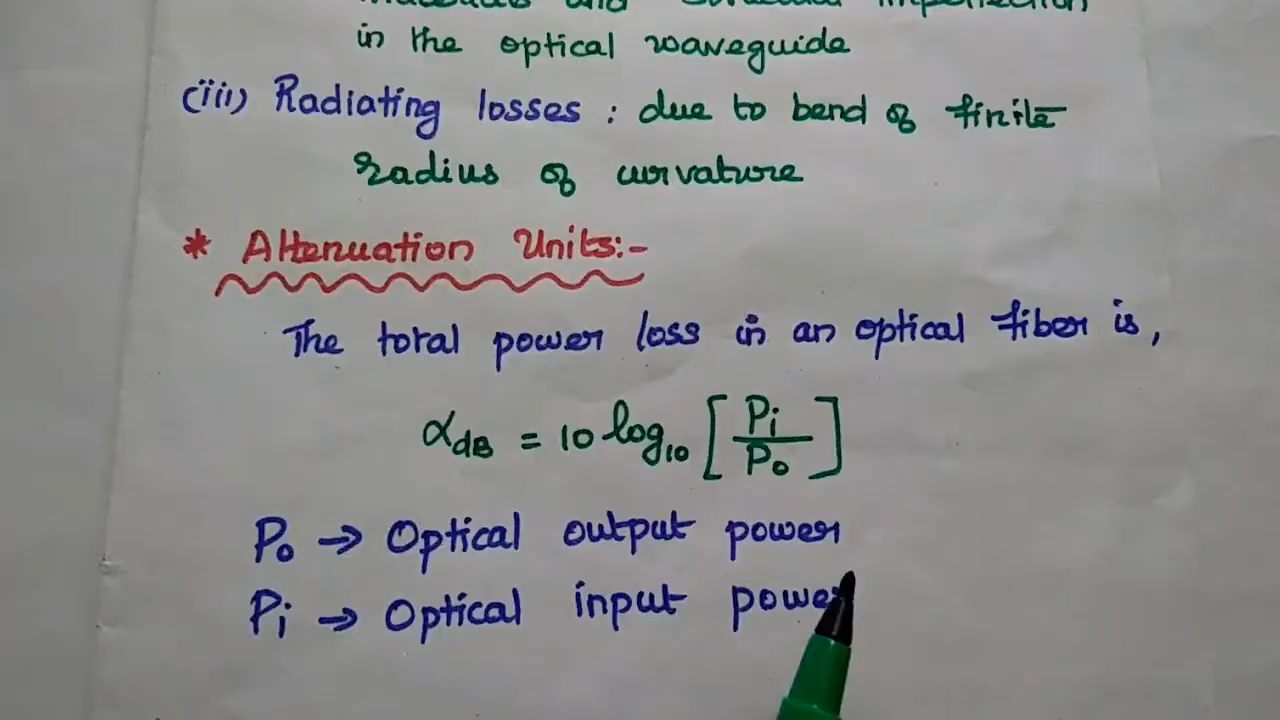 in the optical waveguide
(iii) Radiating losses : due to bend of finite
radius of curvature
* Attenuation Units:-
The total power loss in an optical fiber is,
αdB = 10 log10 [Pi/Po]
Po → Optical output power
Pi → Optical input power